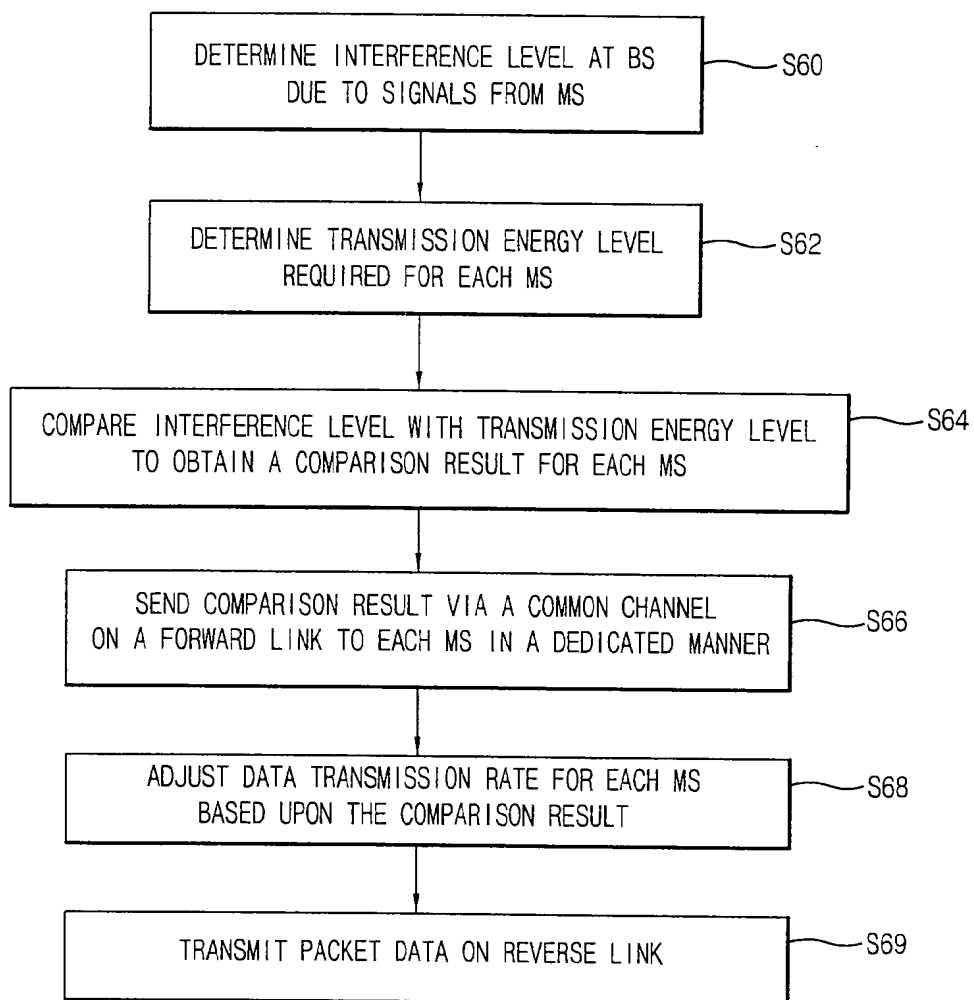 DETERMINE INTERFERENCE LEVEL AT BS
DUE TO SIGNALS FROM MS
S60
DETERMINE TRANSMISSION ENERGY LEVEL
REQUIRED FOR EACH MS
S62
COMPARE INTERFERENCE LEVEL WITH TRANSMISSION ENERGY LEVEL
TO OBTAIN A COMPARISON RESULT FOR EACH MS
S64
SEND COMPARISON RESULT VIA A COMMON CHANNEL
ON A FORWARD LINK TO EACH MS IN A DEDICATED MANNER
S66
ADJUST DATA TRANSMISSION RATE FOR EACH MS
BASED UPON THE COMPARISON RESULT
S68
TRANSMIT PACKET DATA ON REVERSE LINK
S69